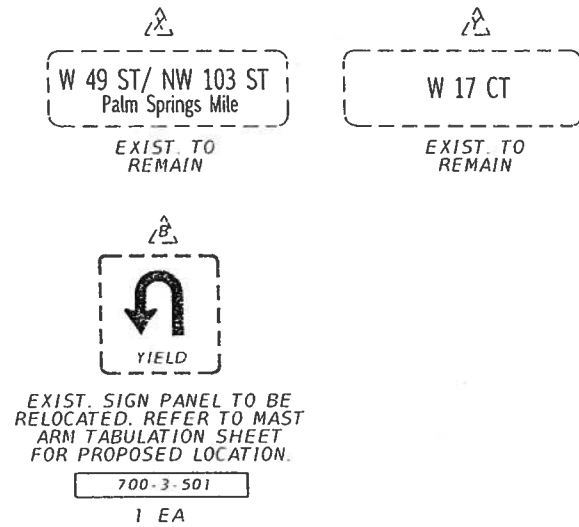 X
W 49 ST/ NW 103 ST
Palm Springs Mile
EXIST. TO
REMAIN
Y
W 17 CT
EXIST. TO
REMAIN
B
YIELD
EXIST. SIGN PANEL TO BE
RELOCATED. REFER TO MAST
ARM TABULATION SHEET
FOR PROPOSED LOCATION.
700-3-501
1 EA